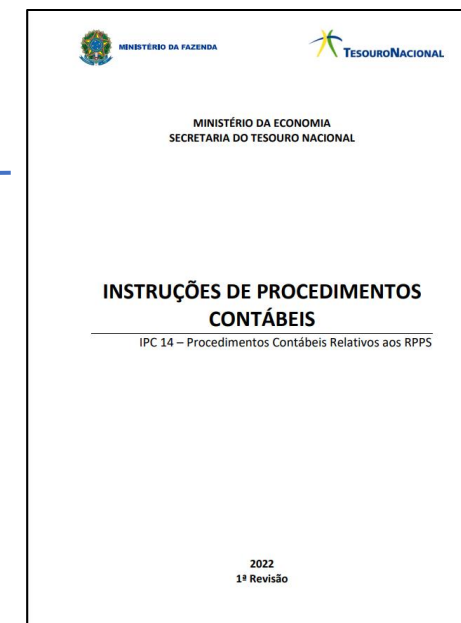 MINISTÉRIO DA FAZENDA
TESOURONACIONAL
MINISTÉRIO DA ECONOMIA
SECRETARIA DO TESOURO NACIONAL
INSTRUÇÕES DE PROCEDIMENTOS
CONTÁBEIS
IPC 14 – Procedimentos Contábeis Relativos aos RPPS
2022
1ª Revisão